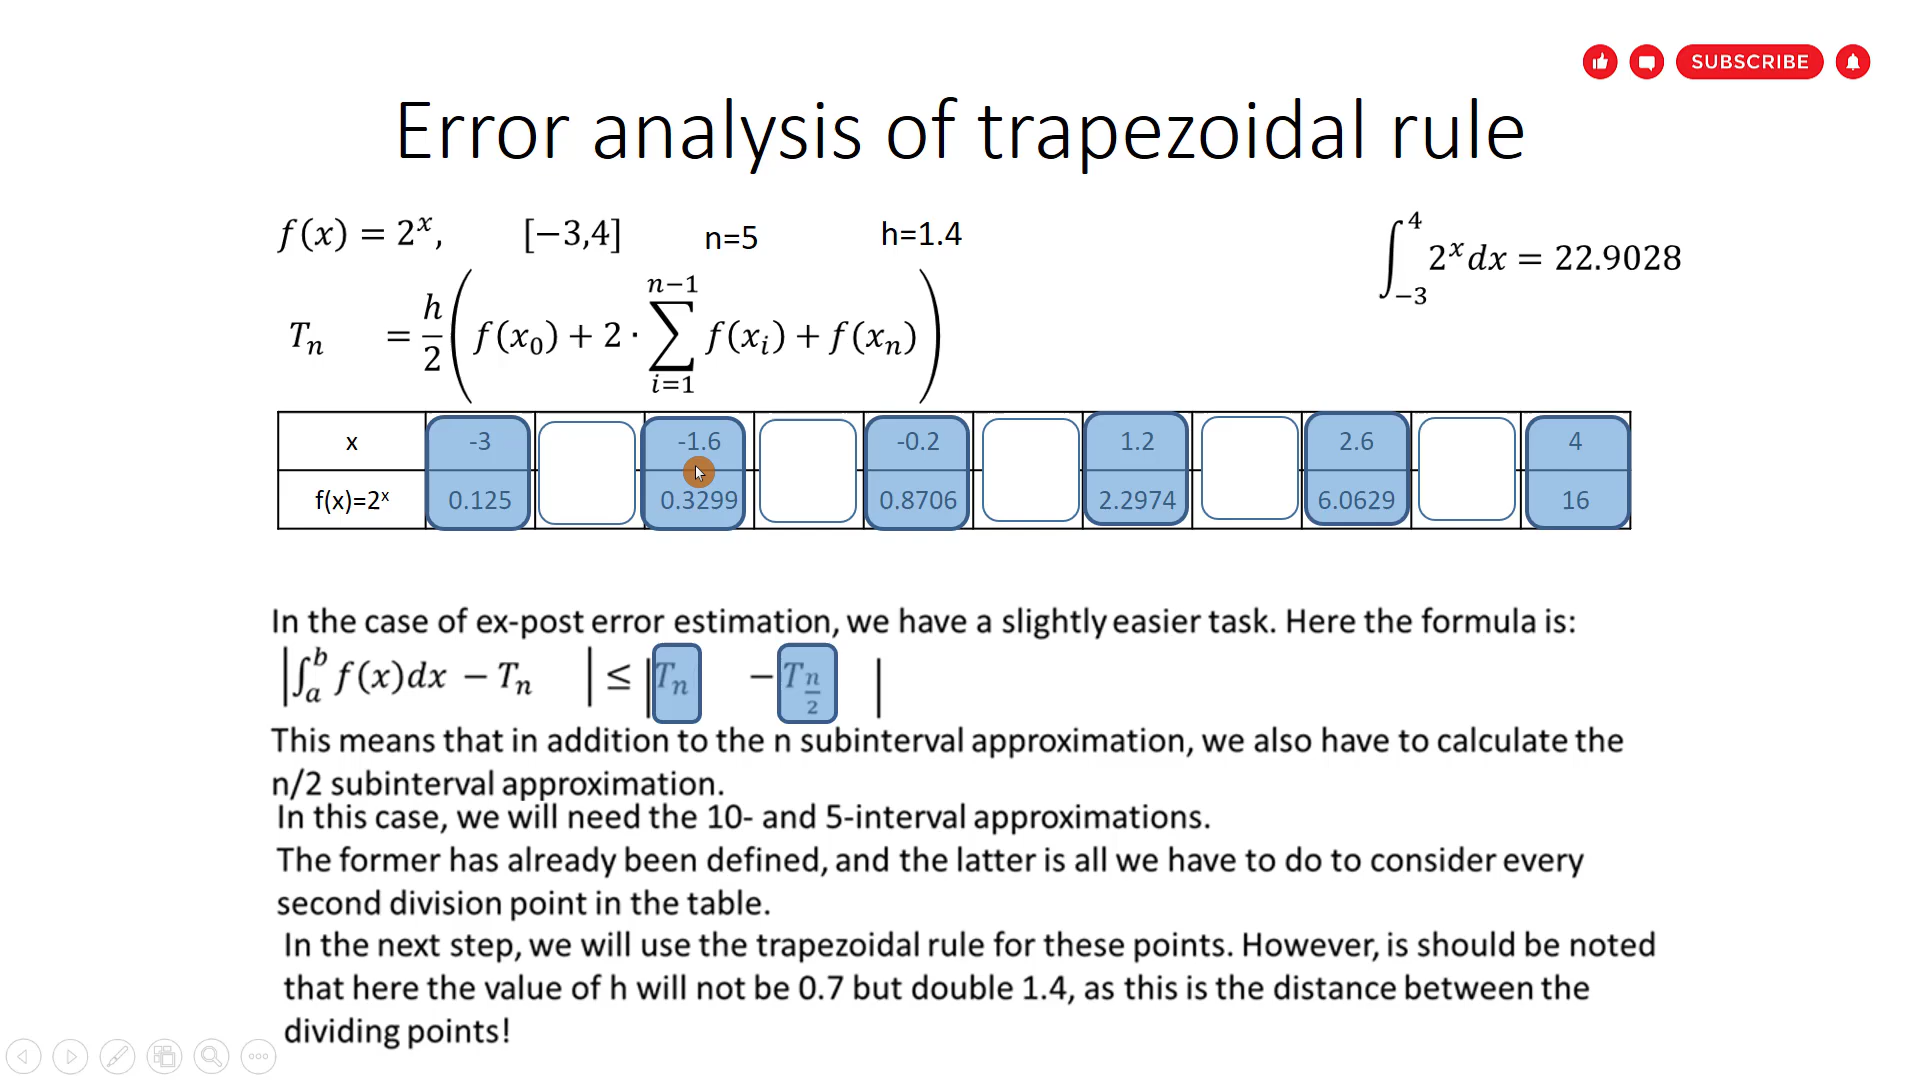 SUBSCRIBE
Error analysis of trapezoidal rule
f(x) = 2^x, [−3,4] n=5 h=1.4
∫_{−3}^{4} 2^x dx = 22.9028
T_n = h/2 ( f(x_0) + 2 · ∑_{i=1}^{n−1} f(x_i) + f(x_n) )
x -3 -1.6 -0.2 1.2 2.6 4
f(x)=2^x 0.125 0.3299 0.8706 2.2974 6.0629 16
In the case of ex-post error estimation, we have a slightly easier task. Here the formula is:
|∫_a^b f(x)dx − T_n | ≤ |T_n − T_{n/2} |
This means that in addition to the n subinterval approximation, we also have to calculate the
n/2 subinterval approximation.
In this case, we will need the 10- and 5-interval approximations.
The former has already been defined, and the latter is all we have to do to consider every
second division point in the table.
In the next step, we will use the trapezoidal rule for these points. However, is should be noted
that here the value of h will not be 0.7 but double 1.4, as this is the distance between the
dividing points!